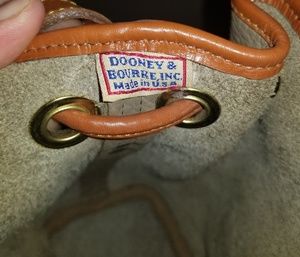 DOONEY &
BOURKE, INC.
Made in U.S.A